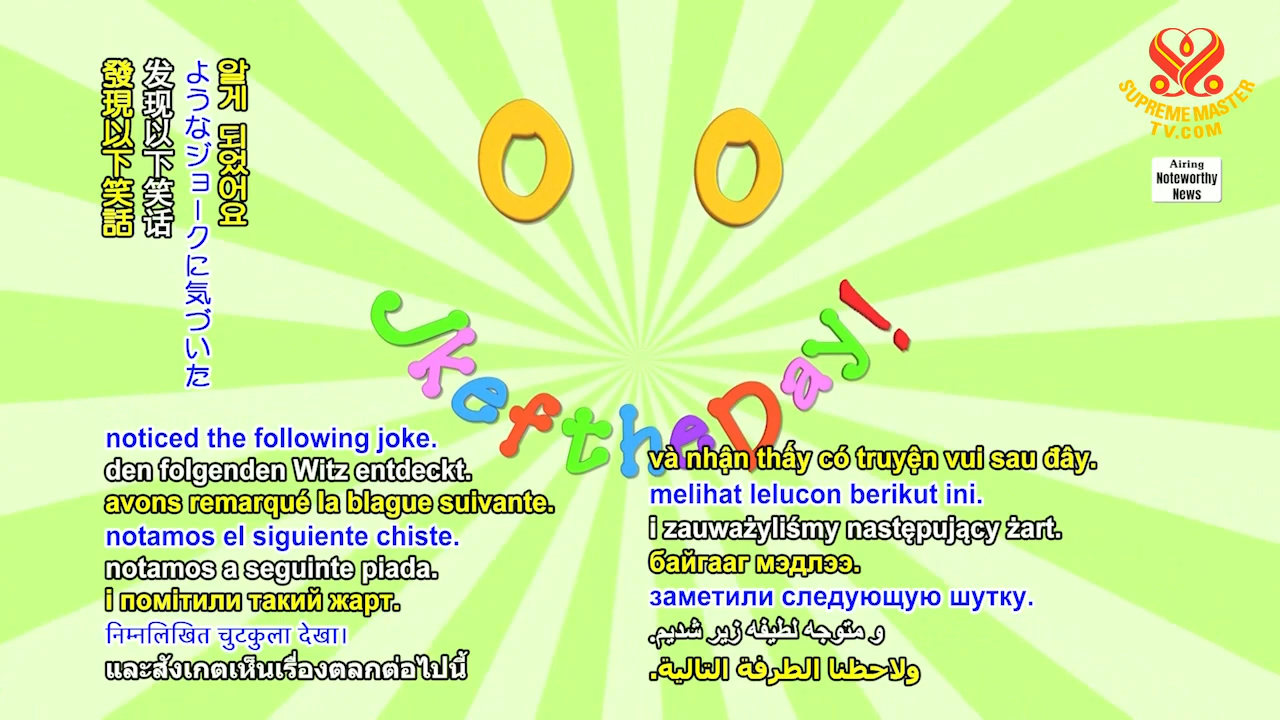 發現以下笑話
发现以下笑话
ようなジョークに気づいた
알게 되었어요
SUPREME MASTER
TV.COM
Airing
Noteworthy
News
O O
JkeftheDay!
noticed the following joke.
den folgenden Witz entdeckt.
avons remarqué la blague suivante.
notamos el siguiente chiste.
notamos a seguinte piada.
і помітили такий жарт.
निम्नलिखित चुटकुला देखा।
และสังเกตเห็นเรื่องตลกต่อไปนี้
và nhận thấy có truyện vui sau đây.
melihat lelucon berikut ini.
i zauważyliśmy następujący żart.
байгааг мэдлээ.
заметили следующую шутку.
و متوجه لطیفه زیر شدیم.
ولاحظنا الطرفة التالية.